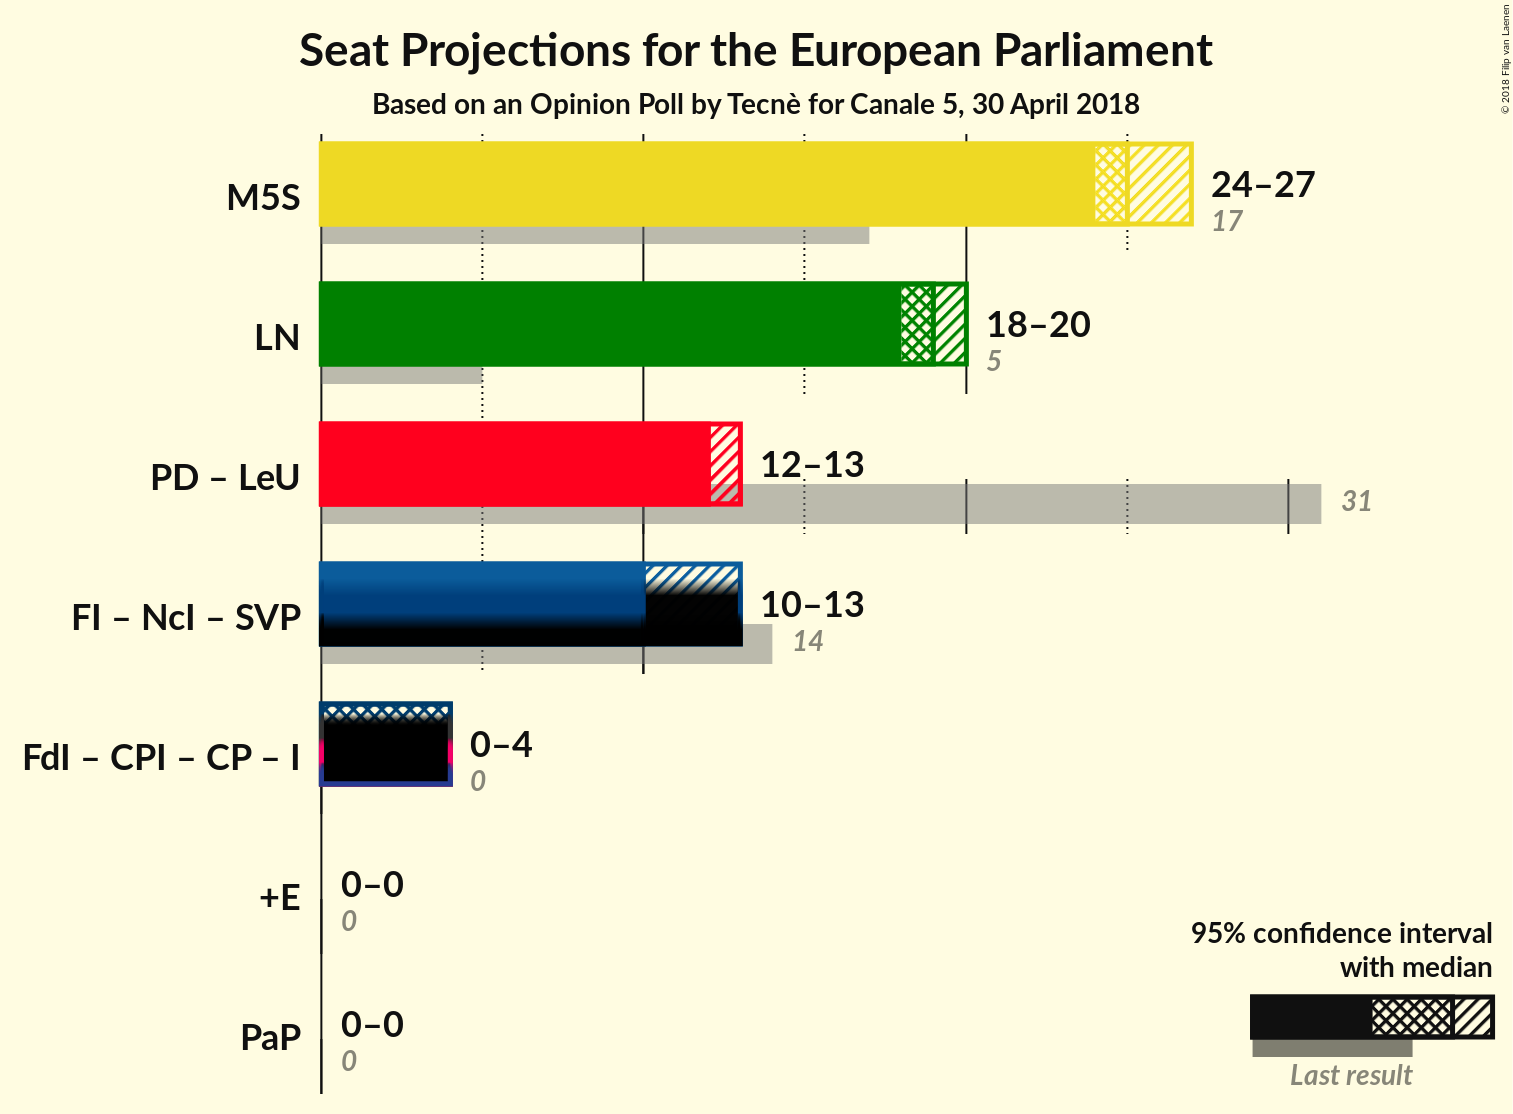 Seat Projections for the European Parliament
Based on an Opinion Poll by Tecnè for Canale 5, 30 April 2018
© 2018 Filip van Laenen
M5S
24–27
17
LN
18–20
5
PD – LeU
12–13
31
FI – NcI – SVP
10–13
14
FdI – CPI – CP – I
0–4
0
+E
0–0
0
PaP
0–0
0
95% confidence interval
with median
Last result